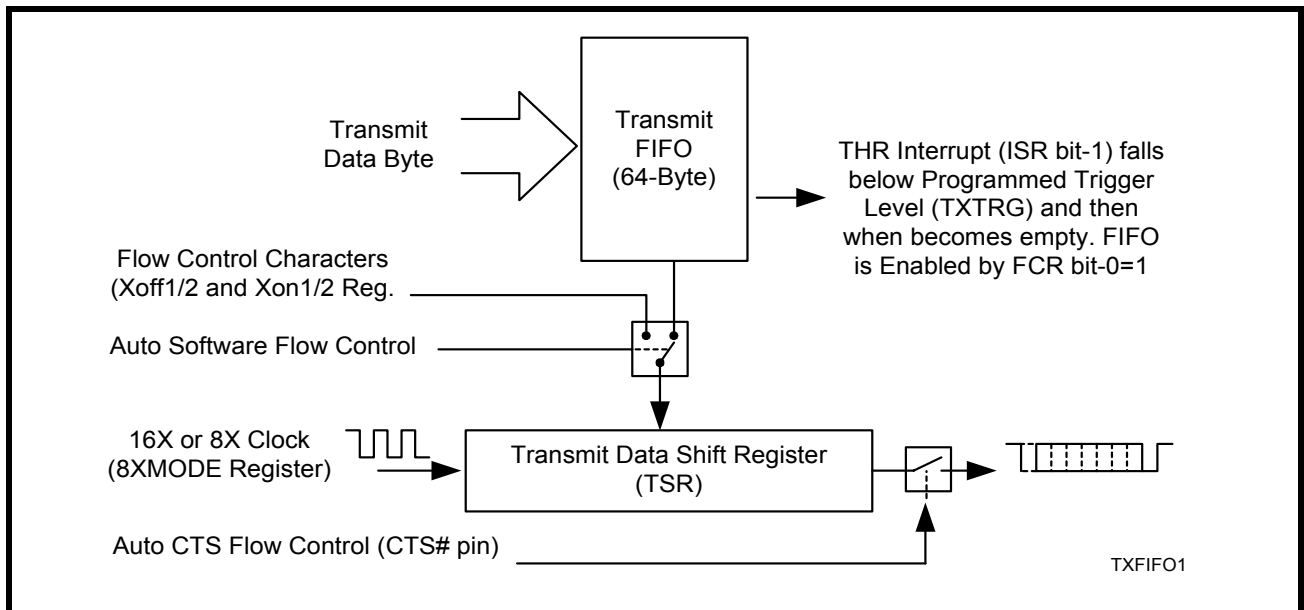 Transmit
Data Byte
Transmit
FIFO
(64-Byte)
THR Interrupt (ISR bit-1) falls
below Programmed Trigger
Level (TXTRG) and then
when becomes empty. FIFO
is Enabled by FCR bit-0=1
Flow Control Characters
(Xoff1/2 and Xon1/2 Reg.
Auto Software Flow Control
16X or 8X Clock
(8XMODE Register)
Transmit Data Shift Register
(TSR)
Auto CTS Flow Control (CTS# pin)
TXFIFO1